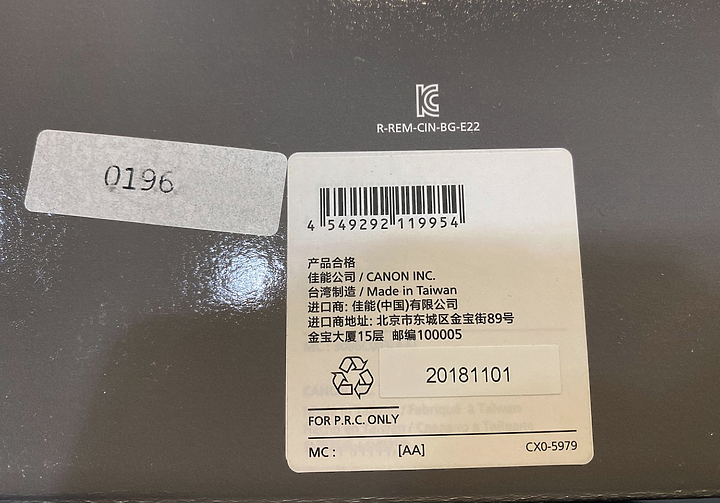 R-REM-CIN-BG-E22
0196
4 549292 119954
产品合格
佳能公司 / CANON INC.
台湾制造 / Made in Taiwan
进口商: 佳能(中国)有限公司
进口商地址: 北京市东城区金宝街89号
金宝大厦15层 邮编100005
20181101
FOR P.R.C. ONLY
MC : [AA]
CX0-5979